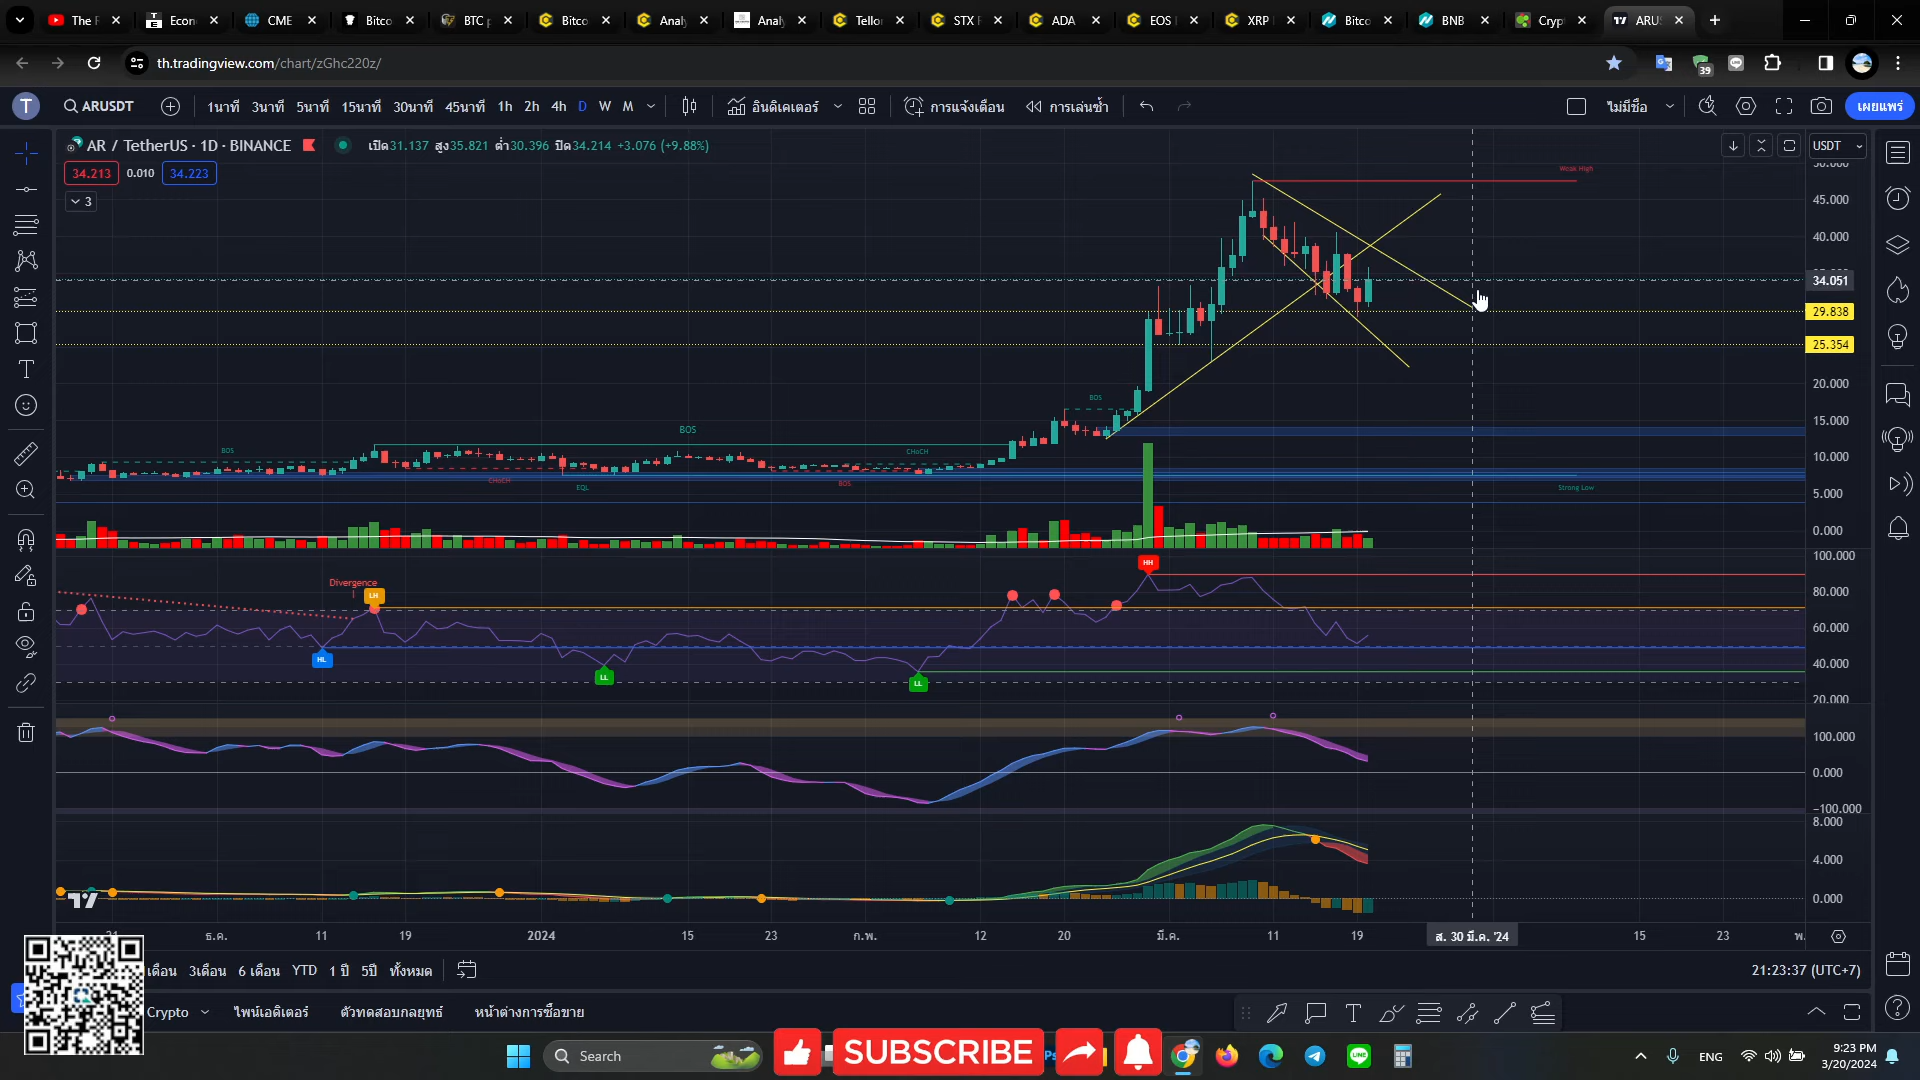 The R
Econ
CME
Bitco
BTC p
Bitco
Analy
Analy
Tello
STX F
ADA
EOS
XRP
Bitco
BNB
Cryp
ARUS
th.tradingview.com/chart/zGhc220z/
39
T
ARUSDT
1นาที 3นาที 5นาที 15นาที 30นาที 45นาที 1h 2h 4h D W M
อินดิเคเตอร์
การแจ้งเตือน
การเล่นซ้ำ
ไม่มีชื่อ
เผยแพร่
AR / TetherUS · 1D · BINANCE
เปิด31.137 สูง35.821 ต่ำ30.396 ปิด34.214 +3.076 (+9.88%)
USDT
34.213 0.010 34.223
3
Weak High
45.000
40.000
34.051
29.838
25.354
20.000
15.000
10.000
5.000
0.000
BOS
BOS
BOS
CHoCH
CHoCH
EQL
BOS
Strong Low
100.000
80.000
60.000
40.000
20.000
HH
Divergence
LH
HL
LL
LL
100.000
0.000
−100.000
8.000
4.000
0.000
ธ.ค. 11 19 2024 15 23 ก.พ. 12 20 มี.ค. 11 19 ส. 30 มี.ค. '24 15 23 พ.
เดือน 3เดือน 6 เดือน YTD 1 ปี 5ปี ทั้งหมด
21:23:37 (UTC+7)
Crypto ไพน์เอดิเตอร์ ตัวทดสอบกลยุทธ์ หน้าต่างการซื้อขาย
Search
SUBSCRIBE
LINE
ENG
9:23 PM
3/20/2024